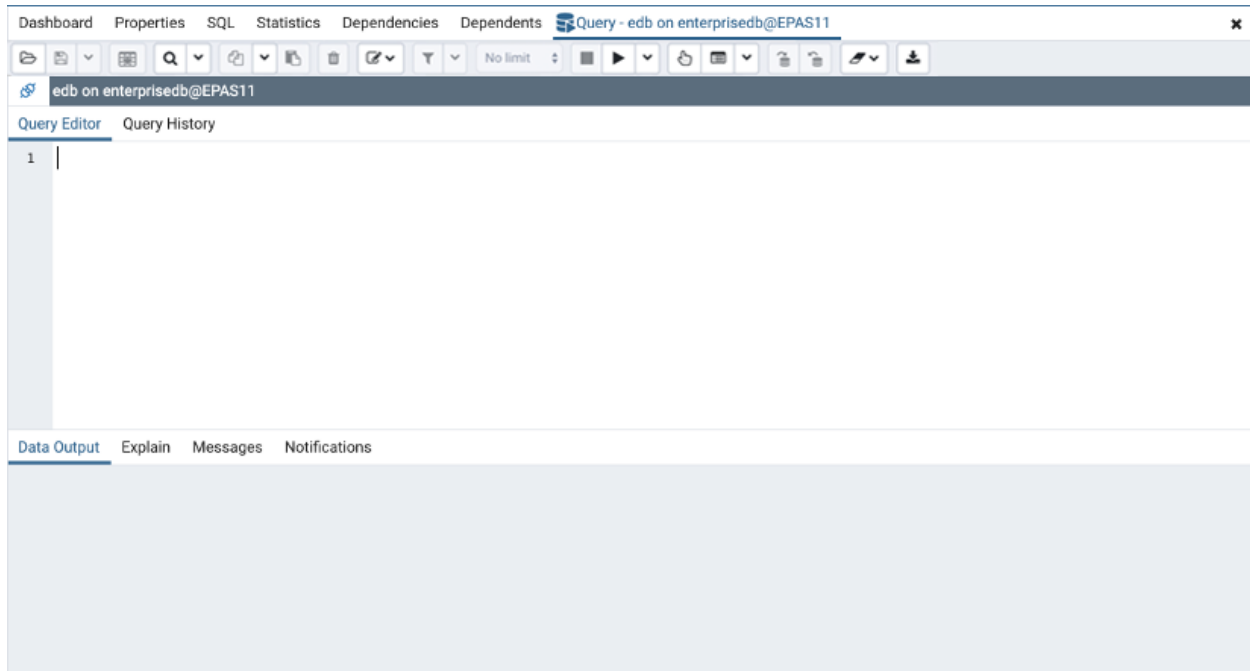 Dashboard Properties SQL Statistics Dependencies Dependents Query - edb on enterprisedb@EPAS11
No limit
edb on enterprisedb@EPAS11
Query Editor Query History
1
Data Output Explain Messages Notifications